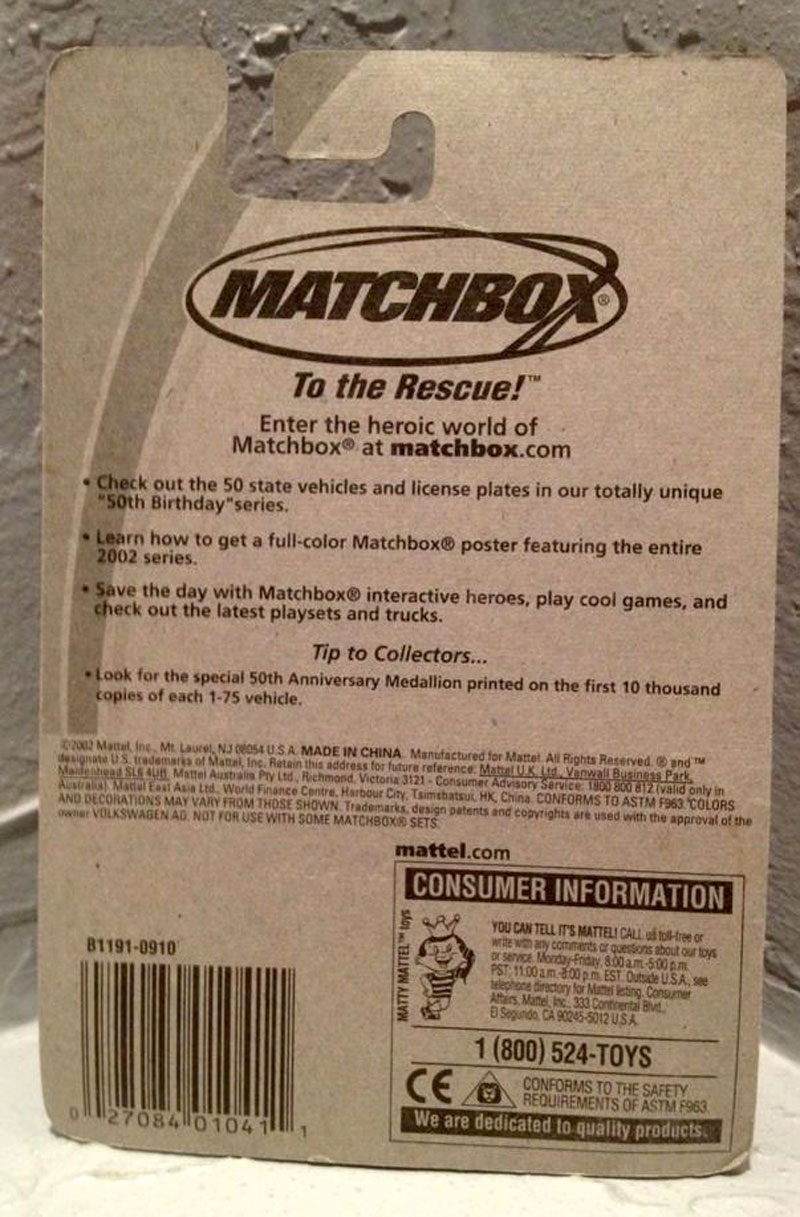 MATCHBOX®
To the Rescue!™
Enter the heroic world of
Matchbox® at matchbox.com
• Check out the 50 state vehicles and license plates in our totally unique
"50th Birthday"series.
• Learn how to get a full-color Matchbox® poster featuring the entire
2002 series.
• Save the day with Matchbox® interactive heroes, play cool games, and
check out the latest playsets and trucks.
Tip to Collectors...
• Look for the special 50th Anniversary Medallion printed on the first 10 thousand
copies of each 1-75 vehicle.
©2002 Mattel, Inc., Mt. Laurel, NJ 08054 U.S.A. MADE IN CHINA. Manufactured for Mattel. All Rights Reserved. ® and ™
designate U.S. trademarks of Mattel, Inc. Retain this address for future reference: Mattel U.K. Ltd., Vanwall Business Park,
Maidenhead SL6 4UB. Mattel Australia Pty Ltd., Richmond, Victoria 3121 - Consumer Advisory Service: 1800 800 812 (valid only in
Australia). Mattel East Asia Ltd., World Finance Centre, Harbour City, Tsimshatsui, HK, China. CONFORMS TO ASTM F963. COLORS
AND DECORATIONS MAY VARY FROM THOSE SHOWN. Trademarks, design patents and copyrights are used with the approval of the
owner VOLKSWAGEN AG. NOT FOR USE WITH SOME MATCHBOX® SETS.
mattel.com
CONSUMER INFORMATION
MATTY MATTEL™ toys
YOU CAN TELL IT'S MATTEL! CALL us toll-free or
write with any comments or questions about our toys
or service. Monday-Friday, 8:00 a.m.-5:00 p.m.
PST: 11:00 a.m.-8:00 p.m. EST. Outside U.S.A., see
telephone directory for Mattel listing. Consumer
Affairs, Mattel, Inc., 333 Continental Blvd.,
El Segundo, CA 90245-5012 U.S.A.
1 (800) 524-TOYS
CE
CONFORMS TO THE SAFETY
REQUIREMENTS OF ASTM F963.
We are dedicated to quality products.
B1191-0910
0 27084 01041 1